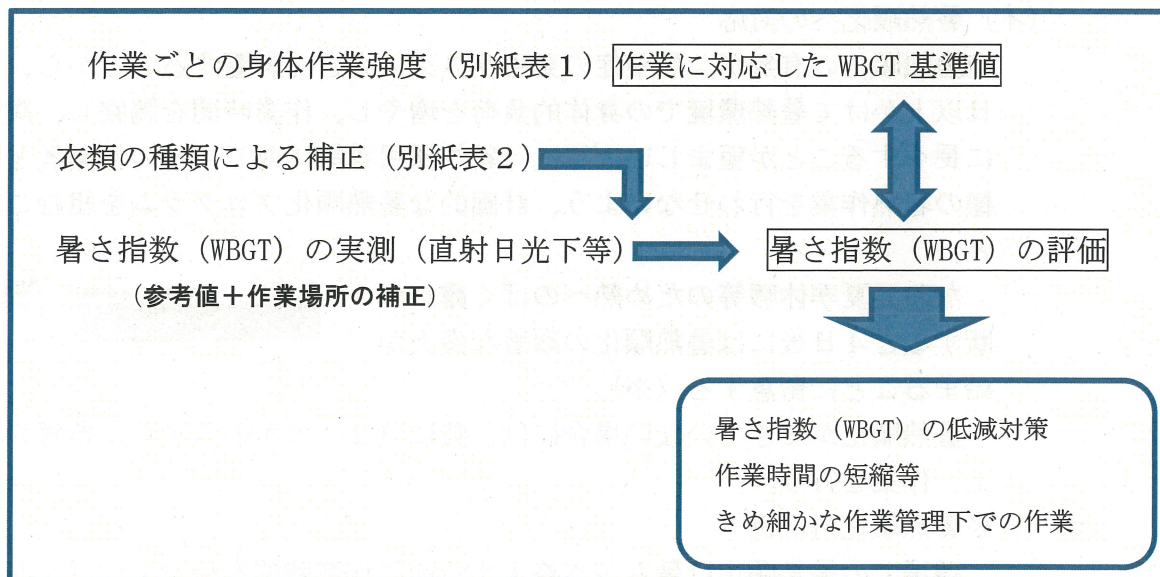 作業ごとの身体作業強度（別紙表１）作業に対応した WBGT 基準値
衣類の種類による補正（別紙表２）
暑さ指数（WBGT）の実測（直射日光下等） 暑さ指数（WBGT）の評価
（参考値＋作業場所の補正）
暑さ指数（WBGT）の低減対策
作業時間の短縮等
きめ細かな作業管理下での作業